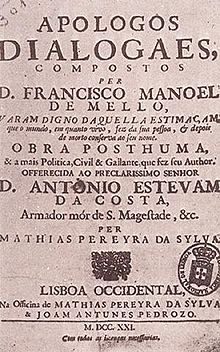 APOLOGOS
DIALOGAES,
COMPOSTOS
PER
D. FRANCISCO MANOEL
DE MELLO,
VARAM DIGNO DAQUELLA ESTIMAÇAM,
que o mundo, em quanto vivo, fez da sua pessoa, & depois
de morto conserva ao seu nome.
OBRA POSTHUMA,
& a mais Politica, Civil & Gallante, que fez seu Author.
OFFERECIDA AO PRECLARISSIMO SENHOR
D. ANTONIO ESTEVAM
DA COSTA,
Armador mór de S. Magestade, &c.
PER
MATHIAS PEREYRA DA SYLVA
LISBOA OCCIDENTAL,
Na Officina de MATHIAS PEREYRA DA SYLVA
& JOAM ANTUNES PEDROZO.
M. DCC. XXI.
Com todas as licenças necessarias.